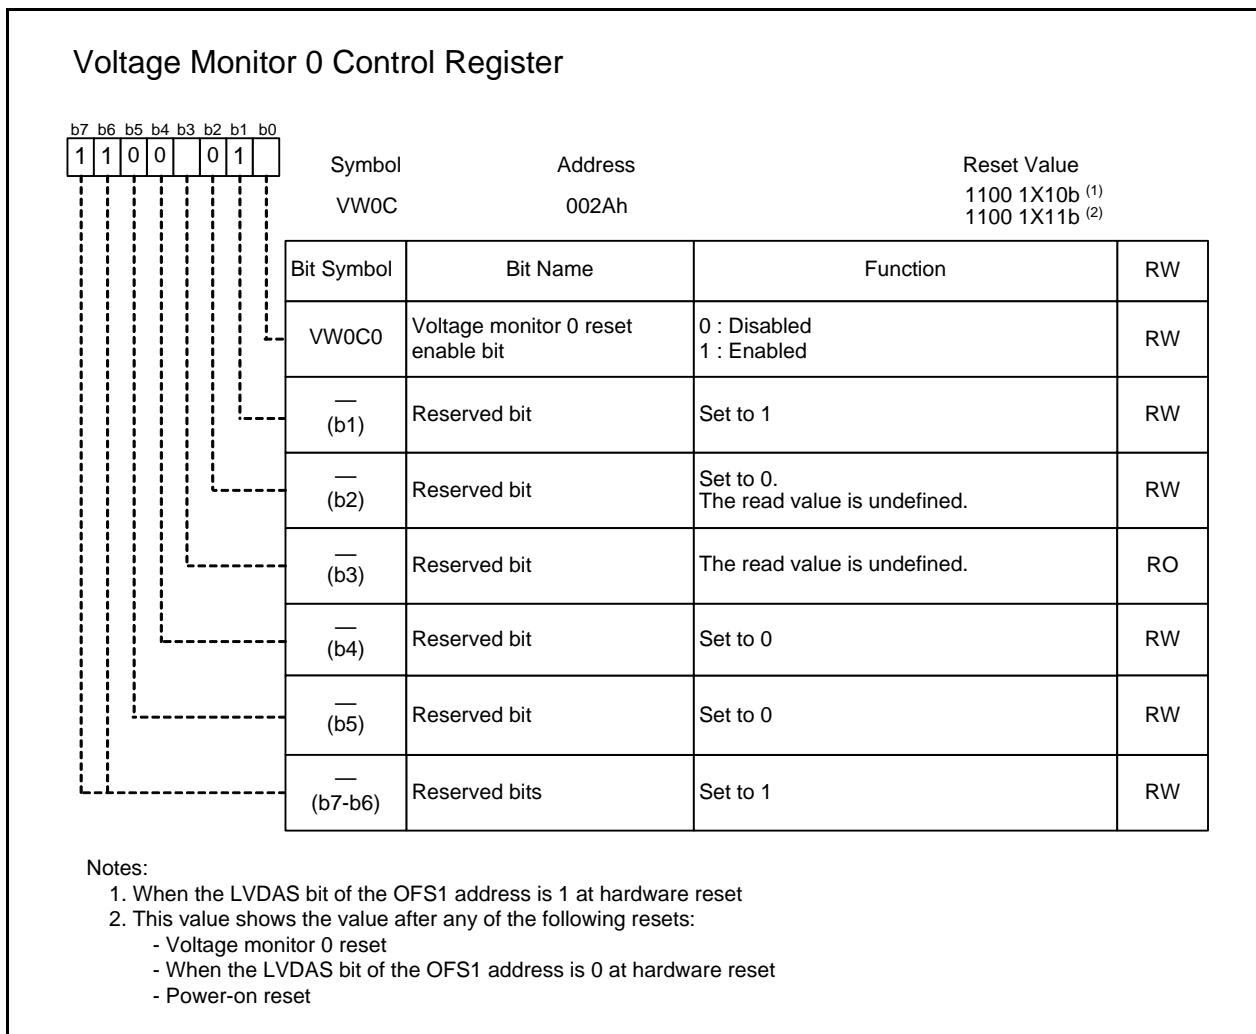 Voltage Monitor 0 Control Register
b7 b6 b5 b4 b3 b2 b1 b0
1 1 0 0 0 1
Symbol Address Reset Value
VW0C 002Ah 1100 1X10b (1)
1100 1X11b (2)
Bit Symbol Bit Name Function RW
VW0C0 Voltage monitor 0 reset 0 : Disabled RW
enable bit 1 : Enabled
— (b1) Reserved bit Set to 1 RW
— (b2) Reserved bit Set to 0. RW
The read value is undefined.
— (b3) Reserved bit The read value is undefined. RO
— (b4) Reserved bit Set to 0 RW
— (b5) Reserved bit Set to 0 RW
— (b7-b6) Reserved bits Set to 1 RW
Notes:
1. When the LVDAS bit of the OFS1 address is 1 at hardware reset
2. This value shows the value after any of the following resets:
- Voltage monitor 0 reset
- When the LVDAS bit of the OFS1 address is 0 at hardware reset
- Power-on reset